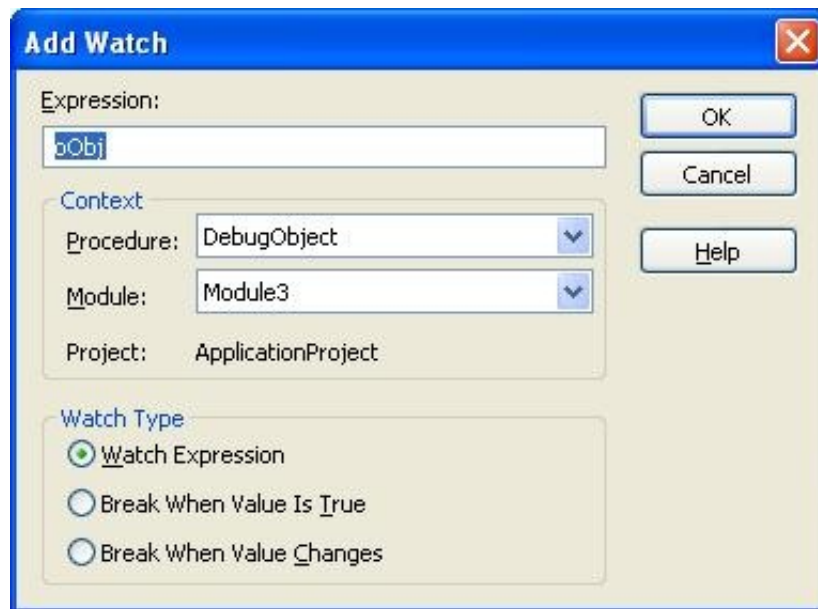 Add Watch
Expression:
oObj
OK
Cancel
Help
Context
Procedure: DebugObject
Module: Module3
Project: ApplicationProject
Watch Type
Watch Expression
Break When Value Is True
Break When Value Changes